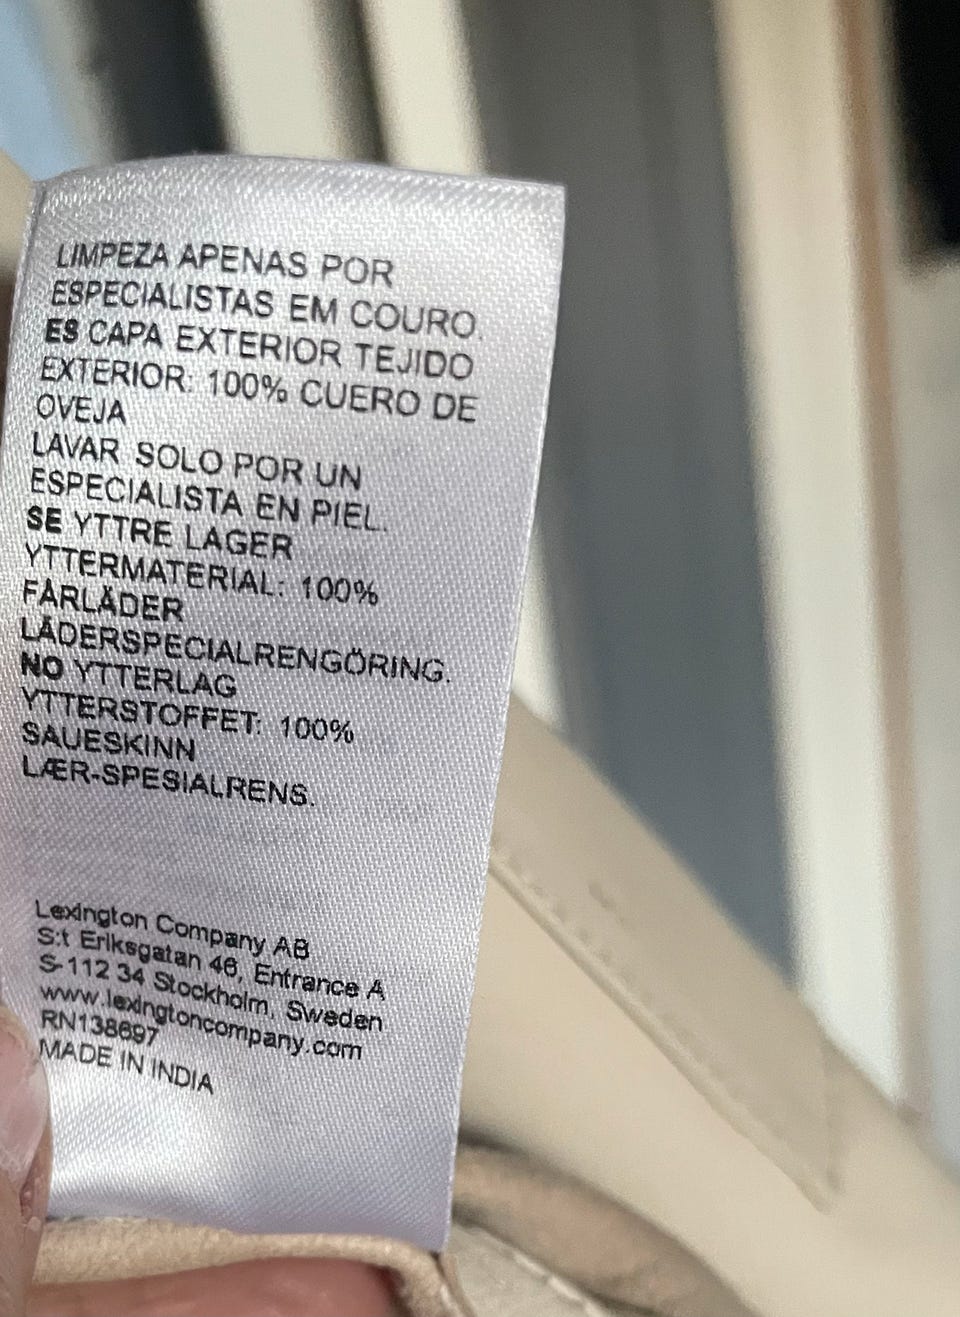 LIMPEZA APENAS POR
ESPECIALISTAS EM COURO.
ES CAPA EXTERIOR TEJIDO
EXTERIOR: 100% CUERO DE
OVEJA
LAVAR SOLO POR UN
ESPECIALISTA EN PIEL.
SE YTTRE LAGER
YTTERMATERIAL: 100%
FÅRLÄDER
LÄDERSPECIALRENGÖRING.
NO YTTERLAG
YTTERSTOFFET: 100%
SAUESKINN
LÆR-SPESIALRENS.
Lexington Company AB
S:t Eriksgatan 46, Entrance A
S-112 34 Stockholm, Sweden
www.lexingtoncompany.com
RN138697
MADE IN INDIA